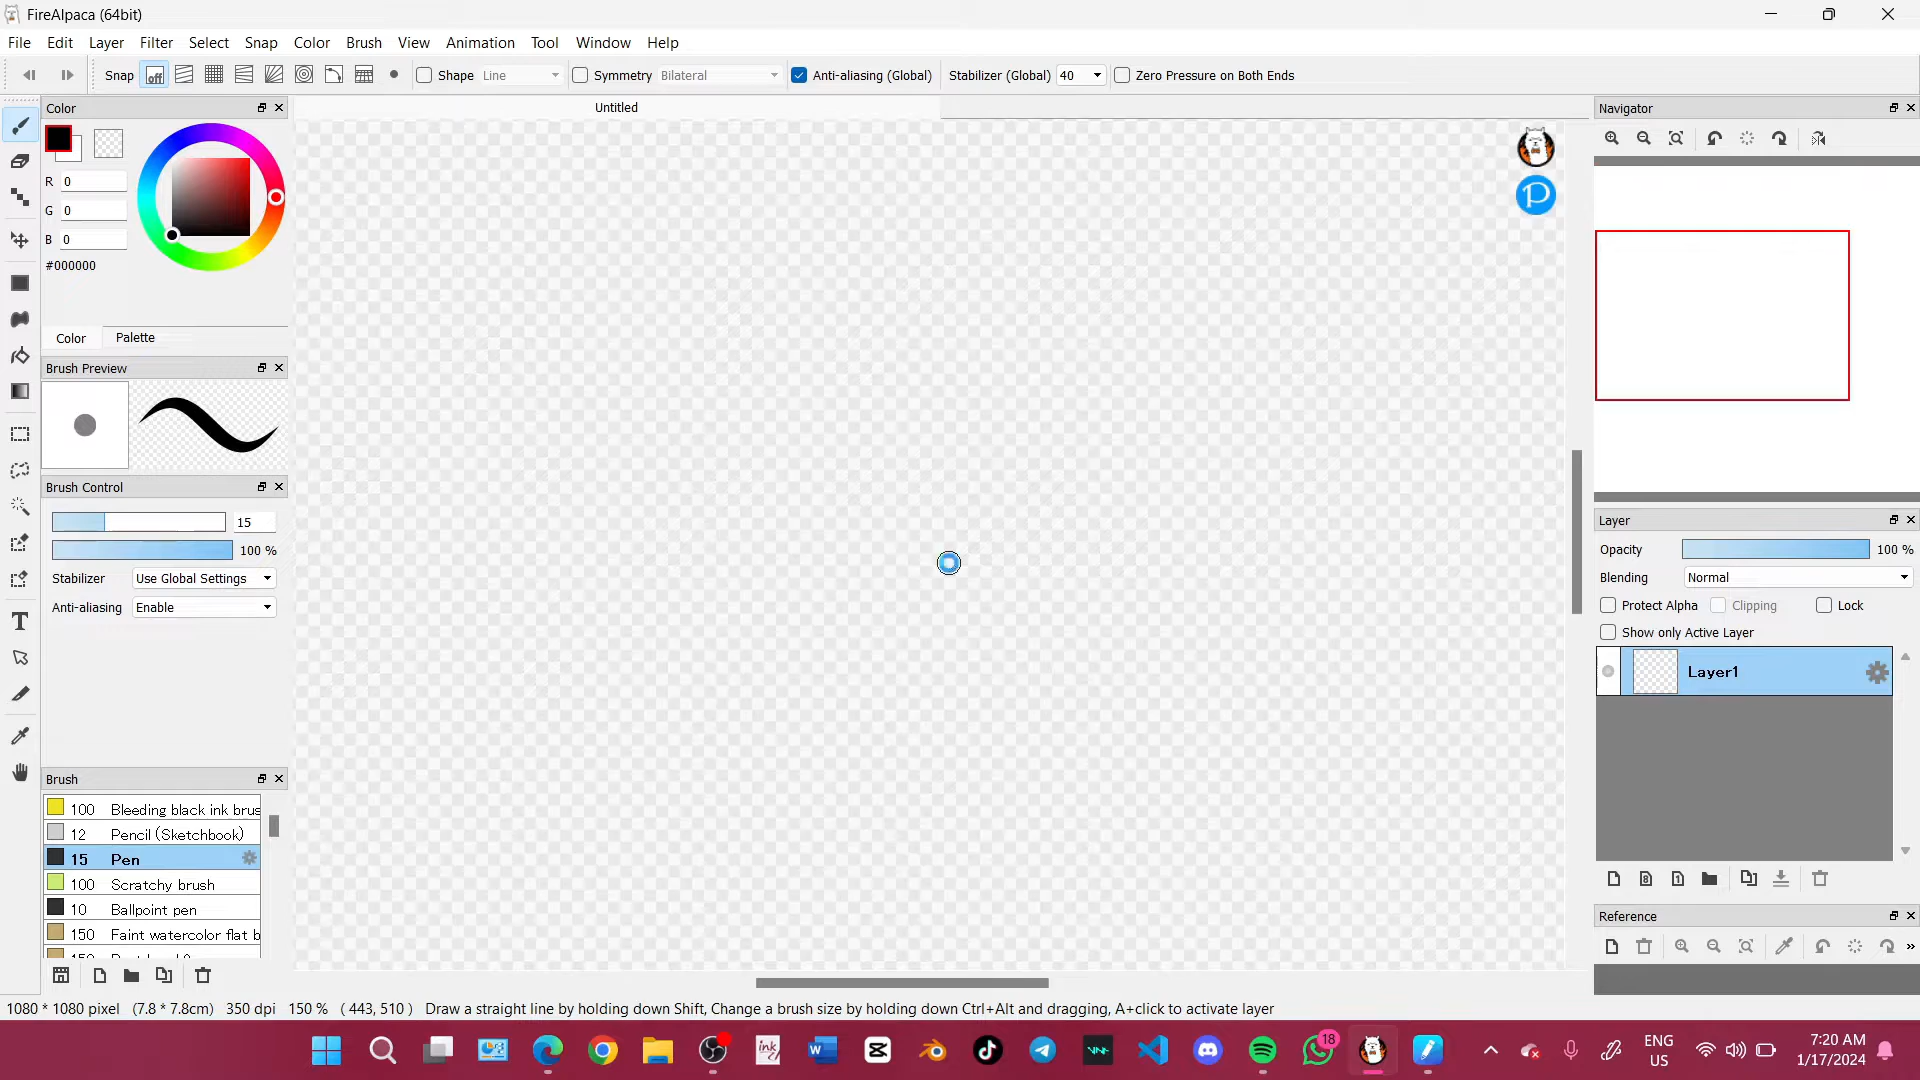 FireAlpaca (64bit)
File Edit Layer Filter Select Snap Color Brush View Animation Tool Window Help
Snap off Shape Line Symmetry Bilateral Anti-aliasing (Global) Stabilizer (Global) 40 Zero Pressure on Both Ends
Color
Untitled
Navigator
R 0
G 0
B 0
#000000
Color Palette
Brush Preview
Brush Control
15
100 %
Stabilizer Use Global Settings
Anti-aliasing Enable
Layer
Opacity 100 %
Blending Normal
Protect Alpha Clipping Lock
Show only Active Layer
Layer1
Brush
100 Bleeding black ink brus
12 Pencil (Sketchbook)
15 Pen
100 Scratchy brush
10 Ballpoint pen
150 Faint watercolor flat b
Reference
1080 * 1080 pixel (7.8 * 7.8cm) 350 dpi 150 % ( 443, 510 ) Draw a straight line by holding down Shift, Change a brush size by holding down Ctrl+Alt and dragging, A+click to activate layer
ink
W
VN
18
ENG
US
7:20 AM
1/17/2024